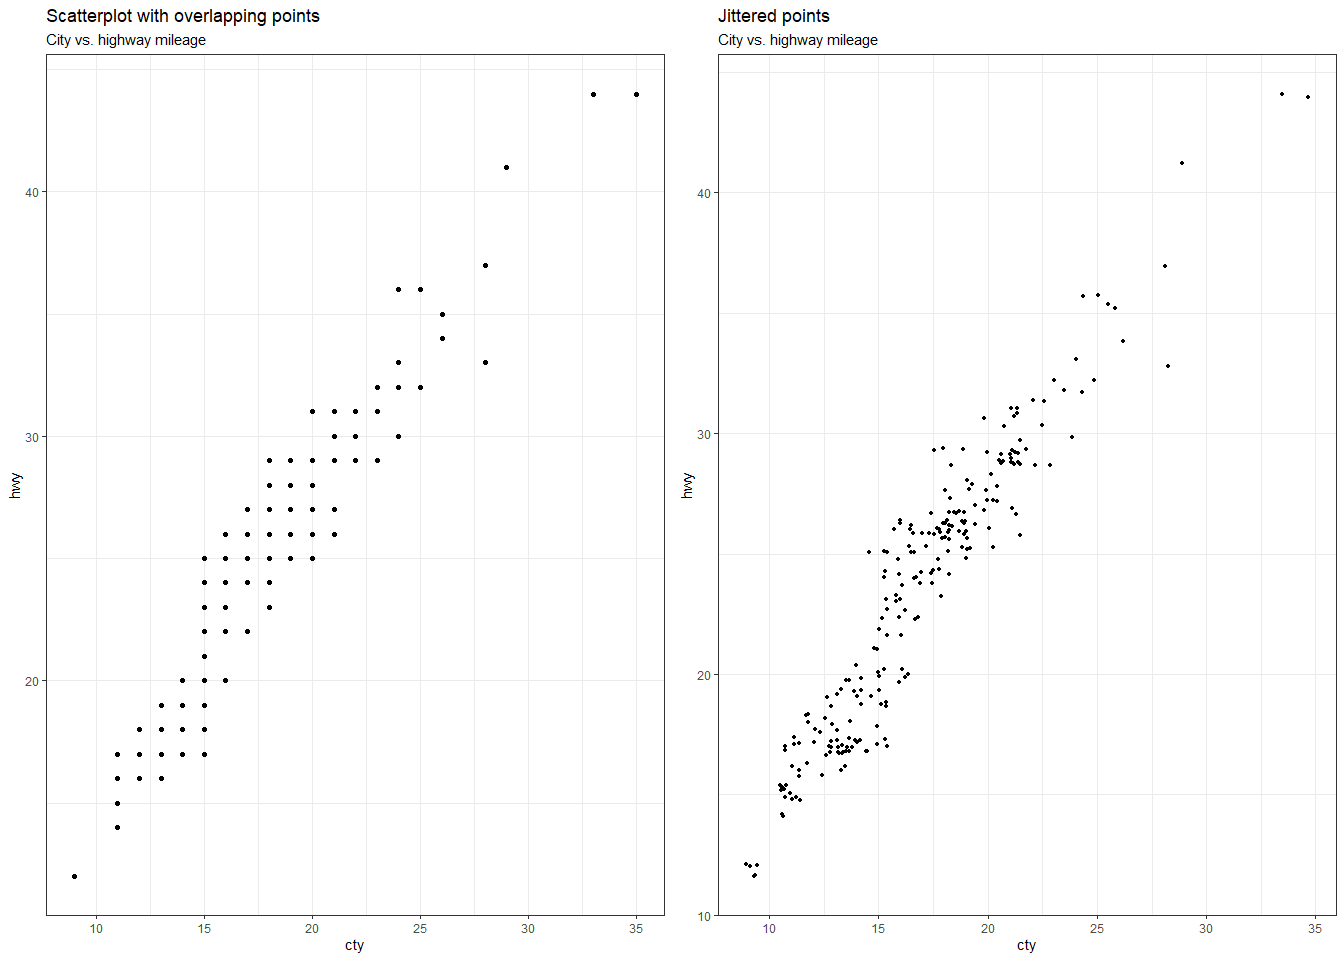 Scatterplot with overlapping points
City vs. highway mileage
40
30
20
hwy
10 15 20 25 30 35
cty
Jittered points
City vs. highway mileage
40
30
20
10
hwy
10 15 20 25 30 35
cty